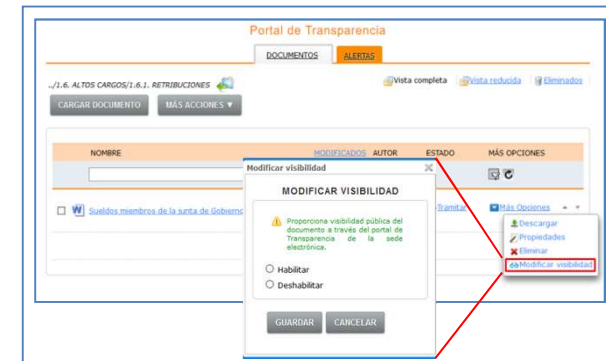 Portal de Transparencia
DOCUMENTOS
ALERTAS
../1.6. ALTOS CARGOS/1.6.1. RETRIBUCIONES
Vista completa
Vista reducida
Eliminados
CARGAR DOCUMENTO
MÁS ACCIONES ▼
NOMBRE
MODIFICADOS
AUTOR
ESTADO
MÁS OPCIONES
Sueldos miembros de la junta de Gobierno
Tramitar
Más Opciones
Descargar
Propiedades
Eliminar
Modificar visibilidad
Modificar visibilidad
MODIFICAR VISIBILIDAD
Proporciona visibilidad pública del
documento a través del portal de
Transparencia de la sede
electrónica.
Habilitar
Deshabilitar
GUARDAR
CANCELAR